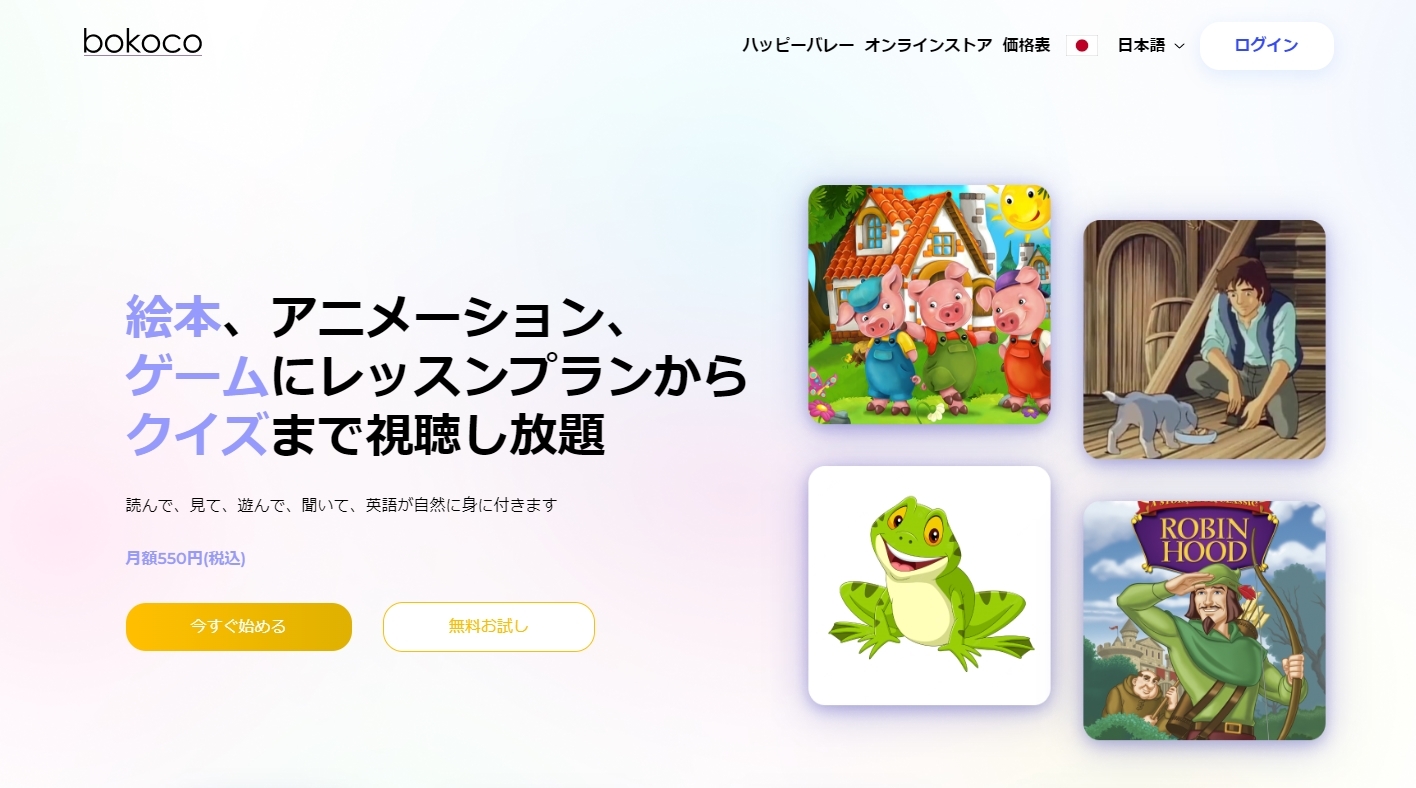 bokoco
ハッピーバレー オンラインストア 価格表 日本語 ログイン
絵本、アニメーション、
ゲームにレッスンプランから
クイズまで視聴し放題
読んで、見て、遊んで、聞いて、英語が自然に身に付きます
月額550円(税込)
今すぐ始める 無料お試し
ROBIN
HOOD